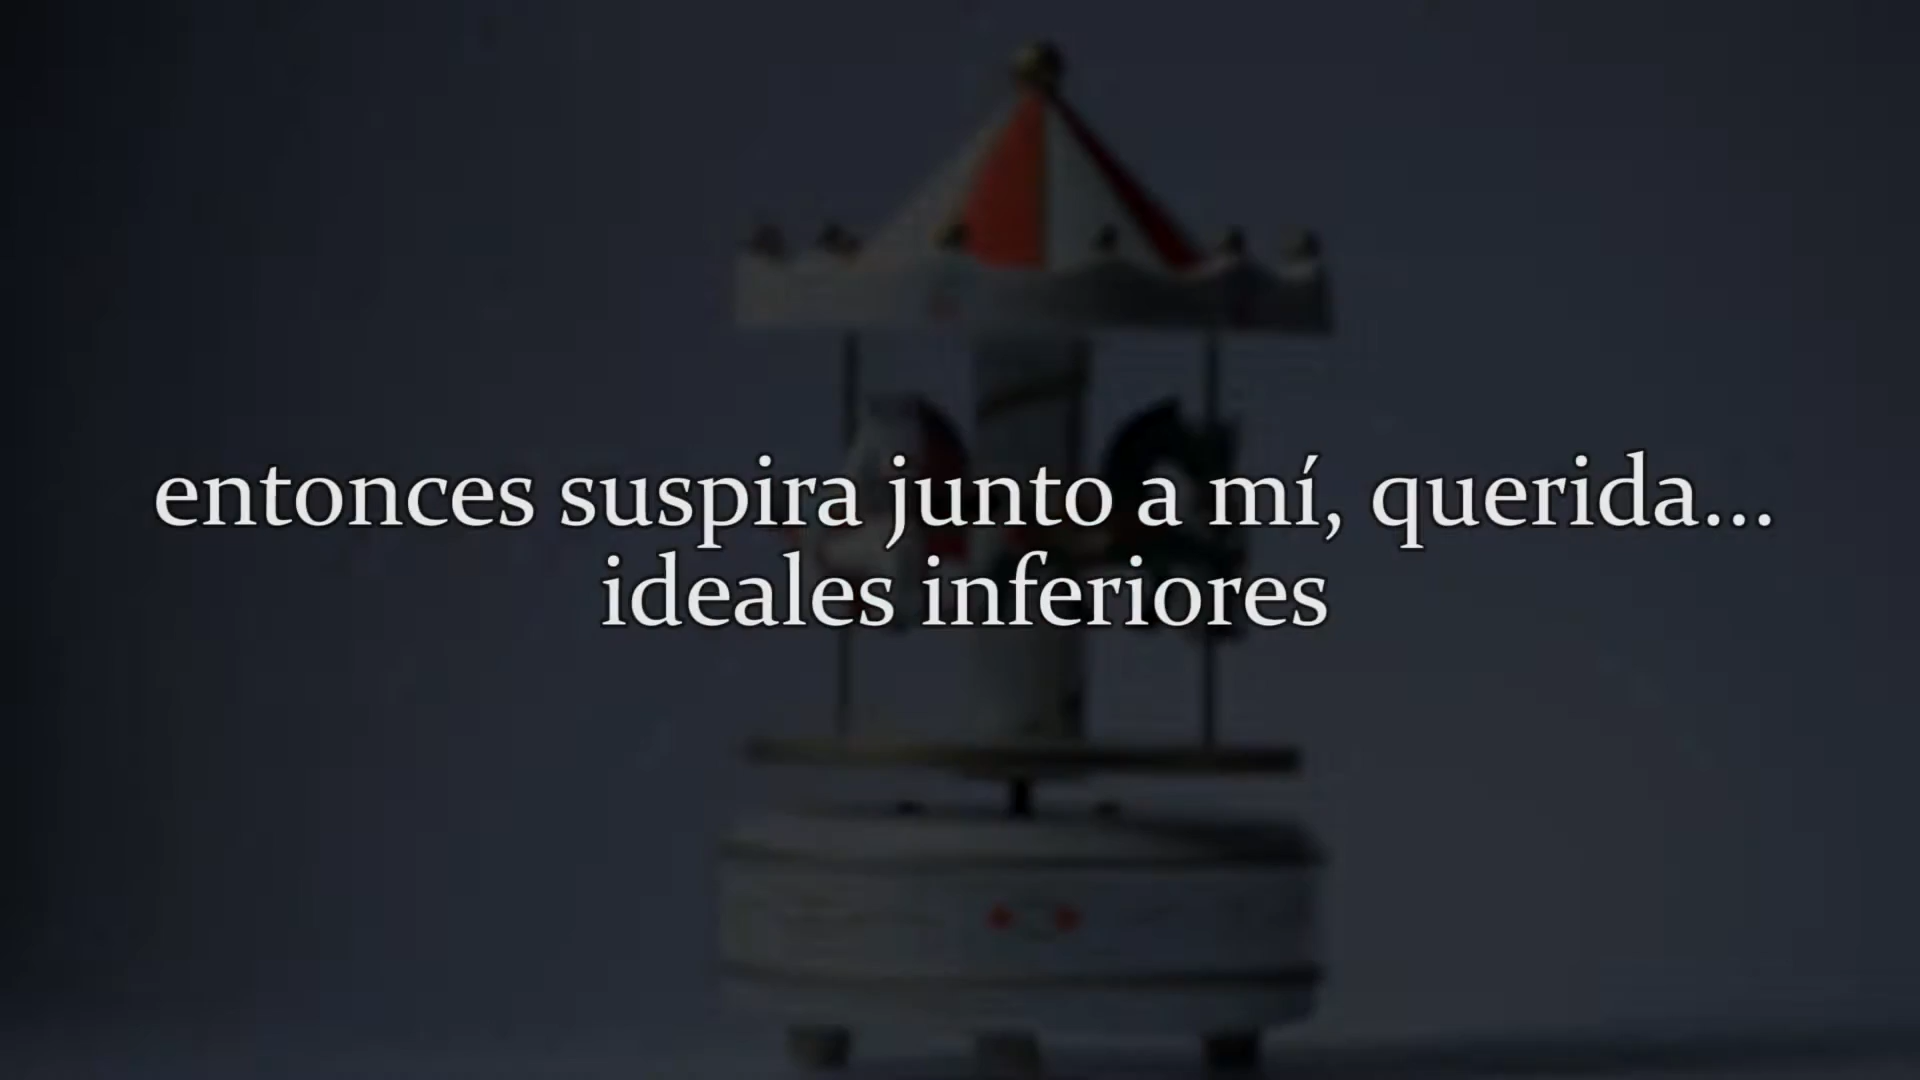 entonces suspira junto a mí, querida...
ideales inferiores